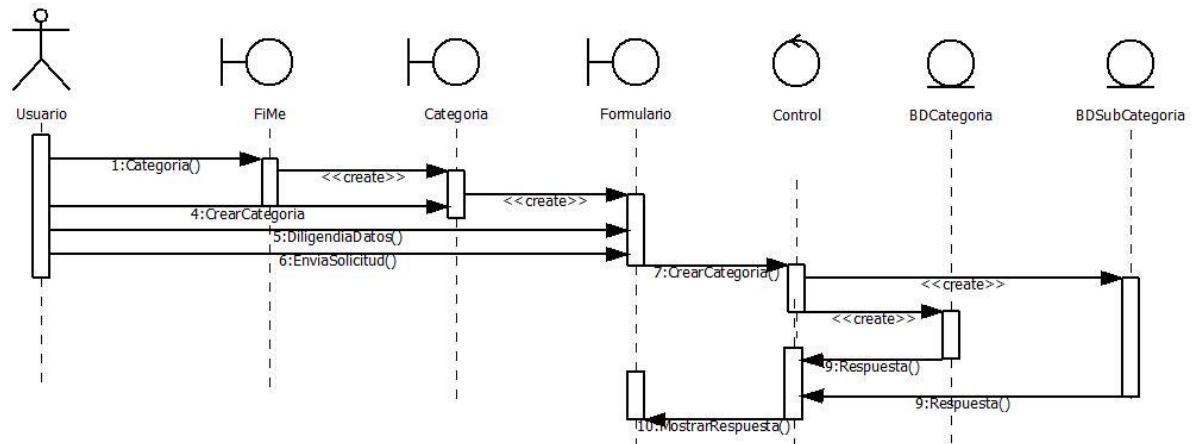 Usuario
FiMe
Categoria
Formulario
Control
BDCategoria
BDSubCategoria
1:Categoria()
<<create>>
<<create>>
4:CrearCategoria
5:DiligendiaDatos()
6:EnviaSolicitud()
7:CrearCategoria()
<<create>>
<<create>>
9:Respuesta()
9:Respuesta()
10:MostrarRespuesta()